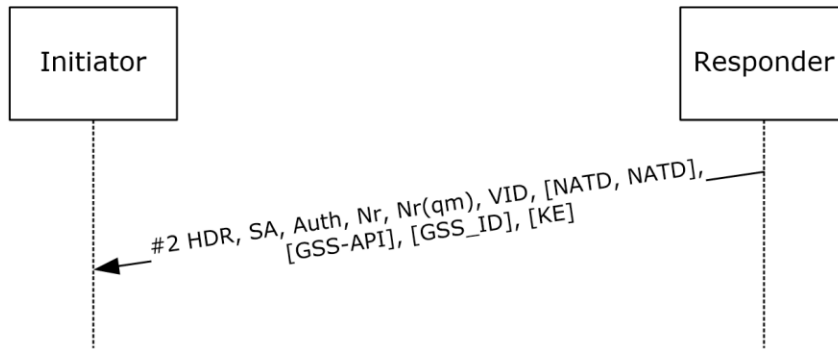 Initiator
Responder
#2 HDR, SA, Auth, Nr, Nr(qm), VID, [NATD, NATD],
[GSS-API], [GSS_ID], [KE]